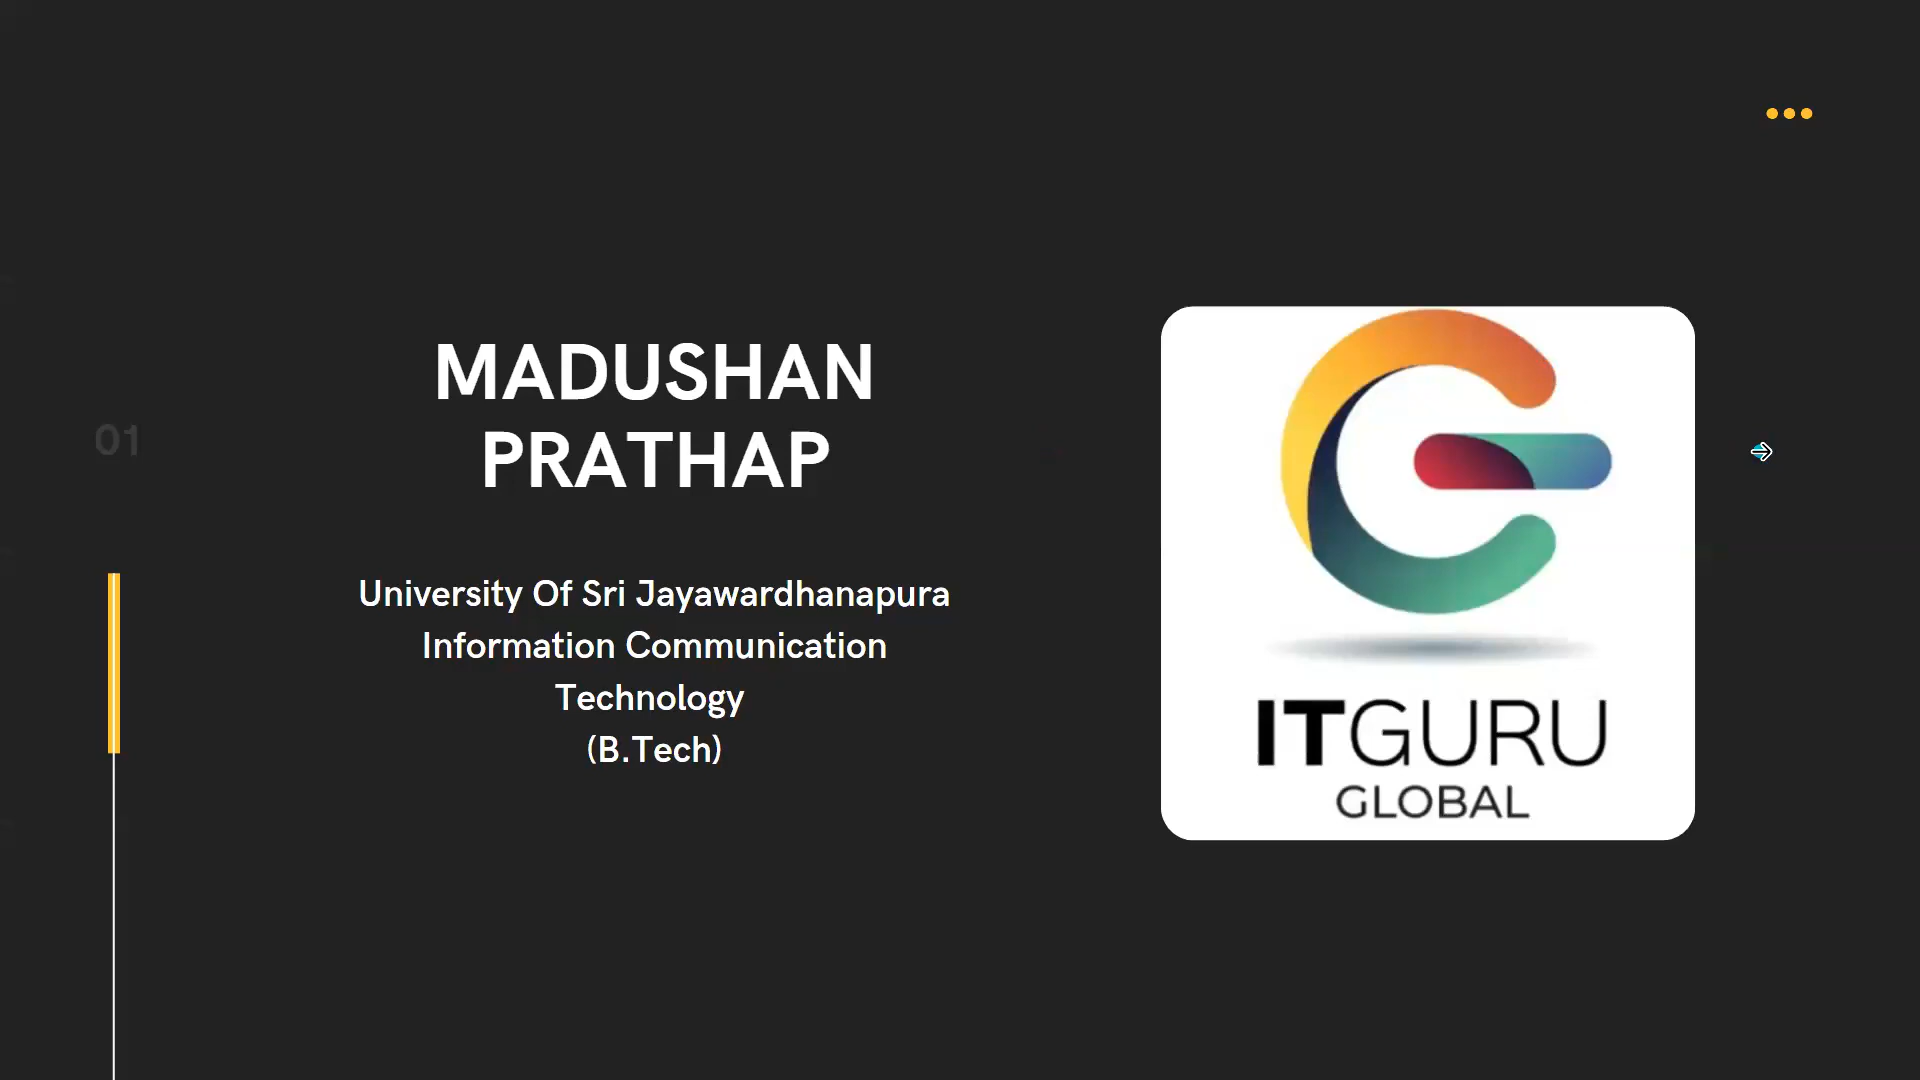 01
MADUSHAN
PRATHAP
University Of Sri Jayawardhanapura
Information Communication
Technology
(B.Tech)
ITGURU
GLOBAL